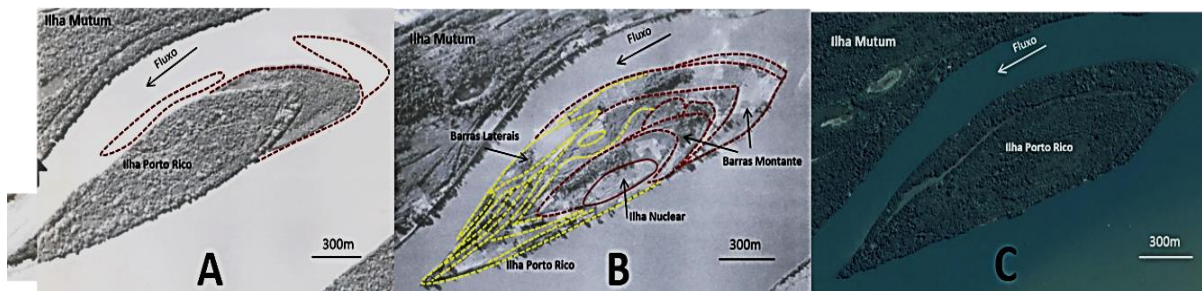 Ilha Mutum
Fluxo
Ilha Porto Rico
300m
A
Ilha Mutum
Fluxo
Barras Laterais
Barras Montante
Ilha Nuclear
Ilha Porto Rico
300m
B
Ilha Mutum
Fluxo
Ilha Porto Rico
300m
C